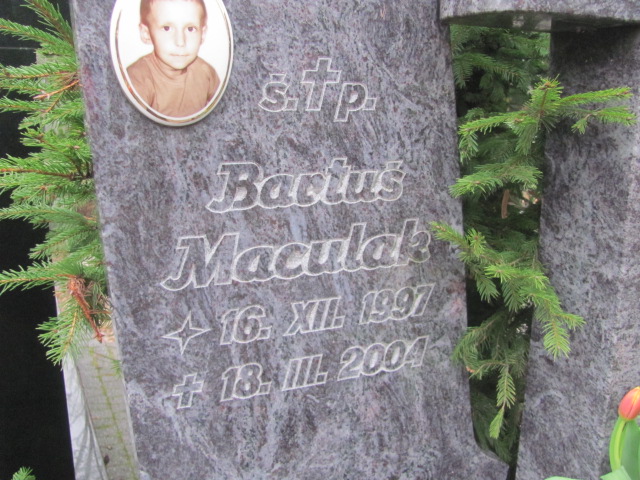 ś.†p.
Bartuś
Maculak
✧ 16. XII. 1997
† 18. III. 2004